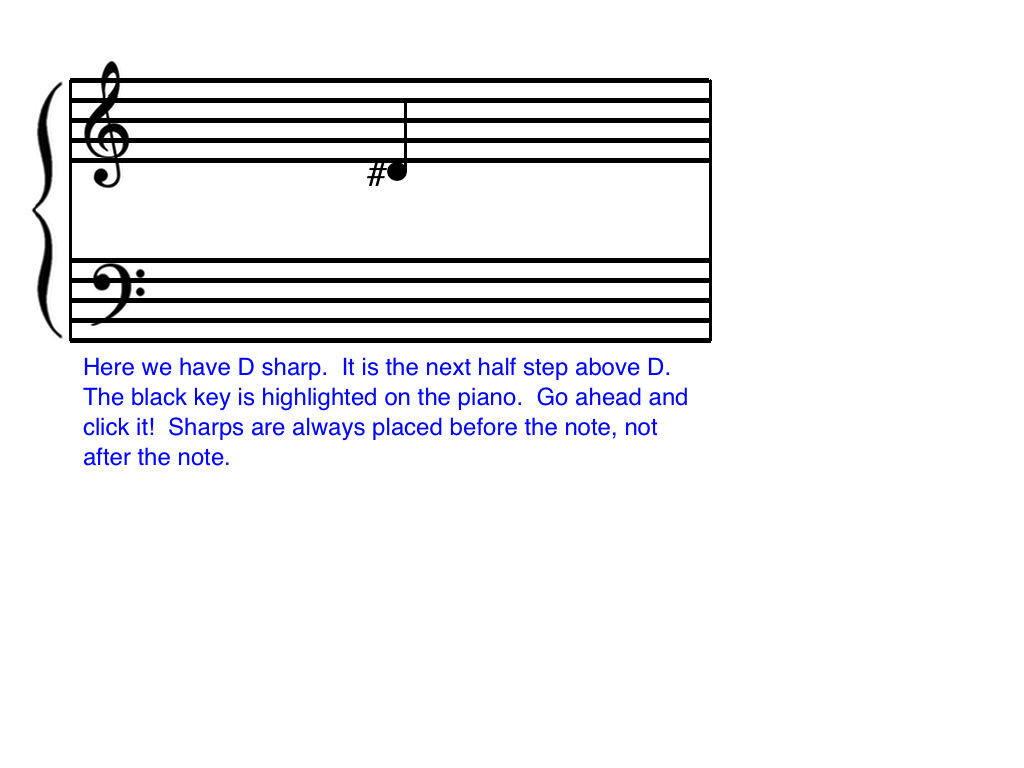 #
Here we have D sharp.  It is the next half step above D.
The black key is highlighted on the piano.  Go ahead and
click it!  Sharps are always placed before the note, not
after the note.